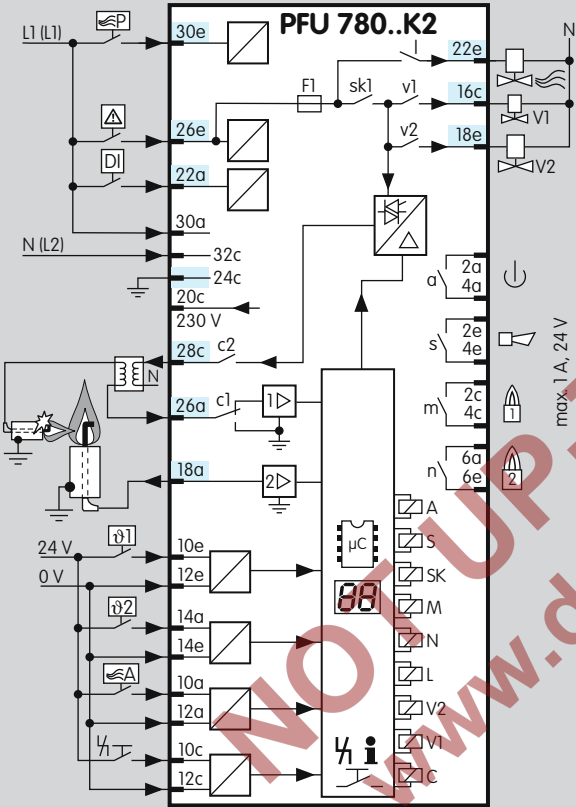 PFU 780..K2
L1 (L1)
P
30e
l
22e
N
F1
sk1
v1
16c
V1
26e
v2
18e
V2
DI
22a
30a
N (L2)
32c
24c
20c
230 V
a
2a
4a
28c
c2
s
2e
4e
N
26a
c1
1
m
2c
4c
1
max. 1 A, 24 V
18a
2
n
6a
6e
2
A
24 V
ϑ1
10e
µC
S
0 V
12e
SK
88
M
ϑ2
14a
14e
N
A
10a
L
12a
V2
10c
i
V1
12c
C
NOT UP-
www.d